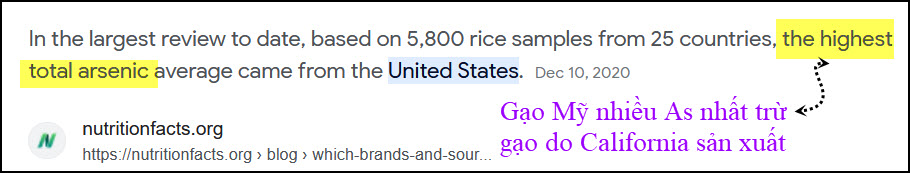 In the largest review to date, based on 5,800 rice samples from 25 countries, the highest
total arsenic average came from the United States. Dec 10, 2020
Gạo Mỹ nhiều As nhất trừ
gạo do California sản xuất
N
nutritionfacts.org
https://nutritionfacts.org › blog › which-brands-and-sour...